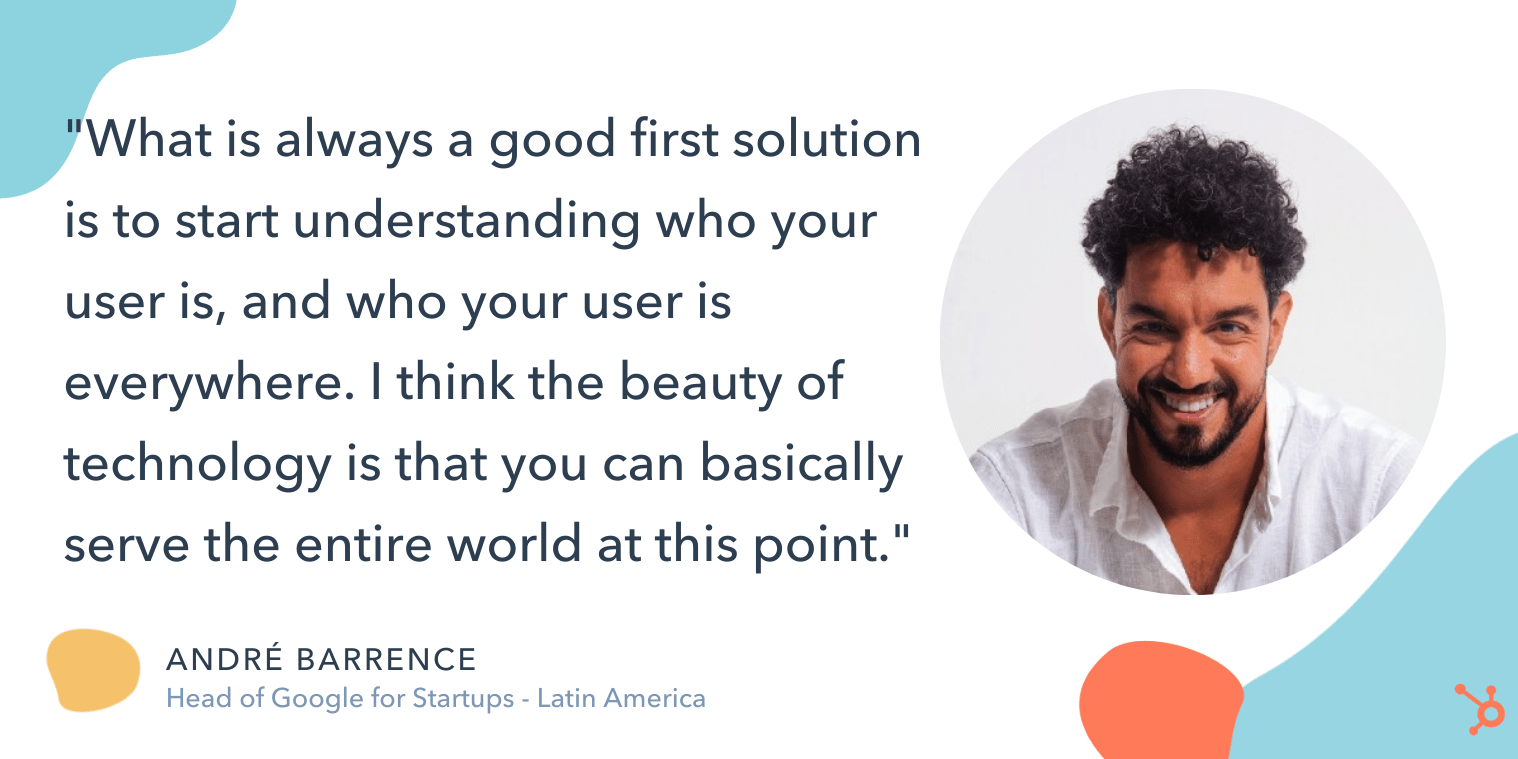 "What is always a good first solution
is to start understanding who your
user is, and who your user is
everywhere. I think the beauty of
technology is that you can basically
serve the entire world at this point."
ANDRÉ BARRENCE
Head of Google for Startups - Latin America